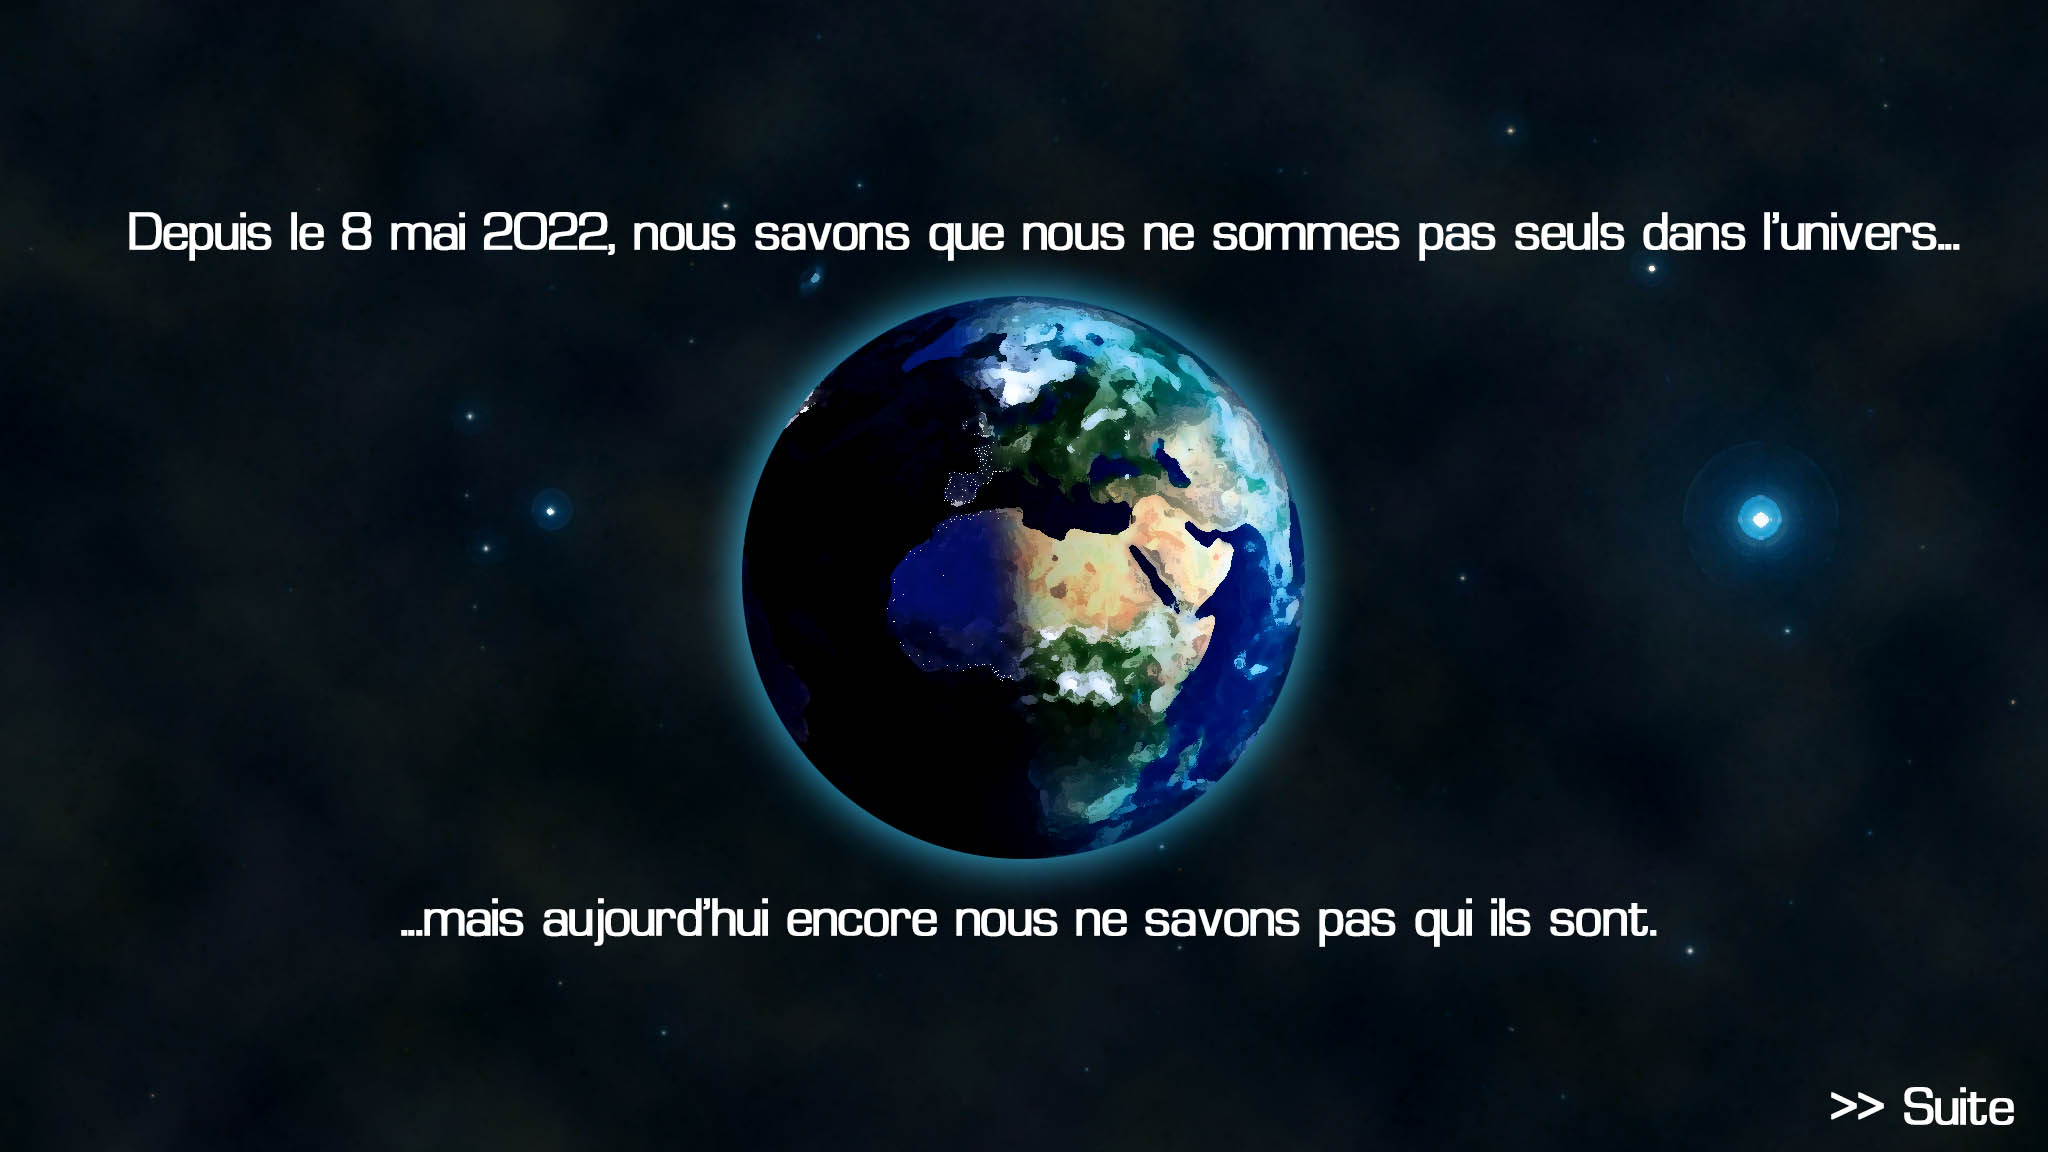 Depuis le 8 mai 2022, nous savons que nous ne sommes pas seuls dans l'univers...
...mais aujourd'hui encore nous ne savons pas qui ils sont.
>> Suite